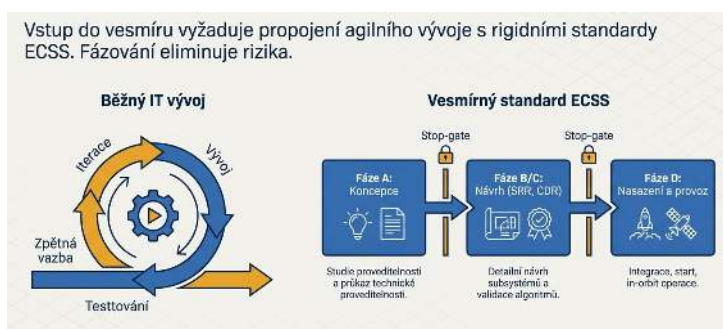 Vstup do vesmíru vyžaduje propojení agilního vývoje s rigidními standardy
ECSS. Fázování eliminuje rizika.
Běžný IT vývoj
Iterace
Vývoj
Zpětná
vazba
Testtování
Vesmírný standard ECSS
Stop-gate
Stop-gate
Fáze A:
Koncepce
Fáze B/C:
Návrh (SRR, CDR)
Fáze D:
Nasazení a provoz
Studie proveditelnosti
a průkaz technické
proveditelnosti.
Detailní návrh
subsystémů a
validace algoritmů.
Integrace, start,
in-orbit operace.